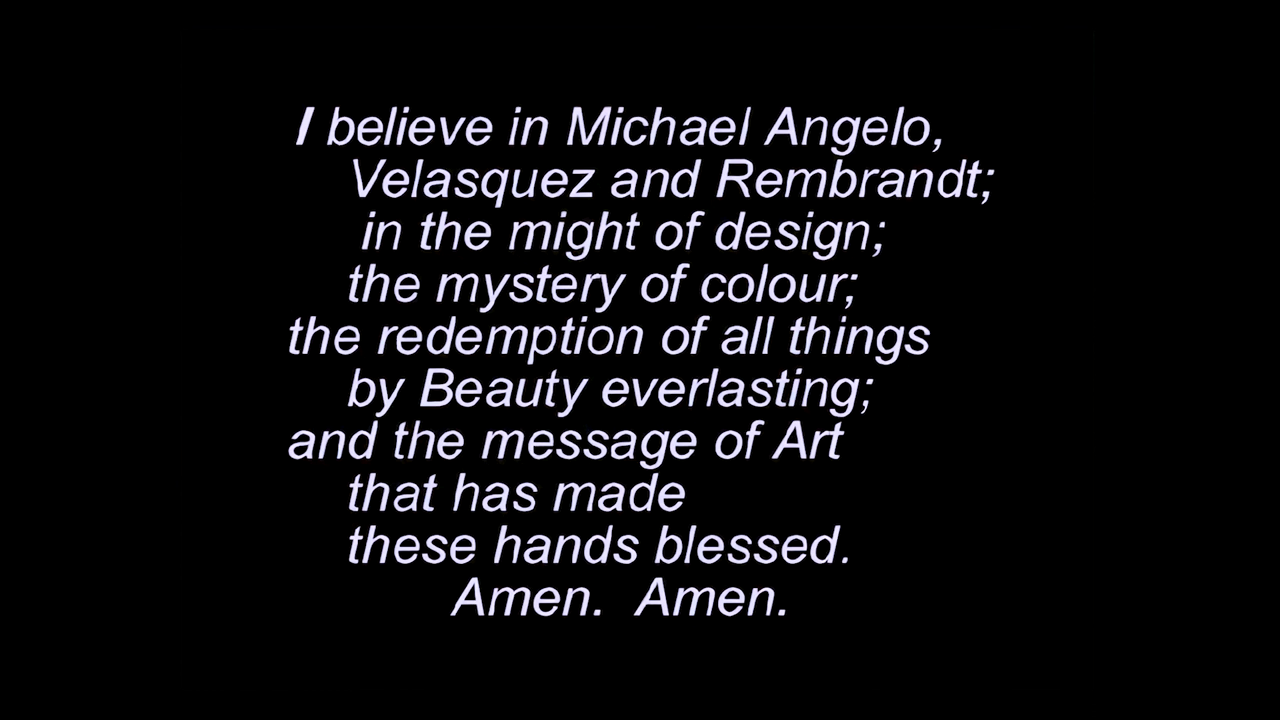 I believe in Michael Angelo,
Velasquez and Rembrandt;
in the might of design;
the mystery of colour;
the redemption of all things
by Beauty everlasting;
and the message of Art
that has made
these hands blessed.
Amen.  Amen.